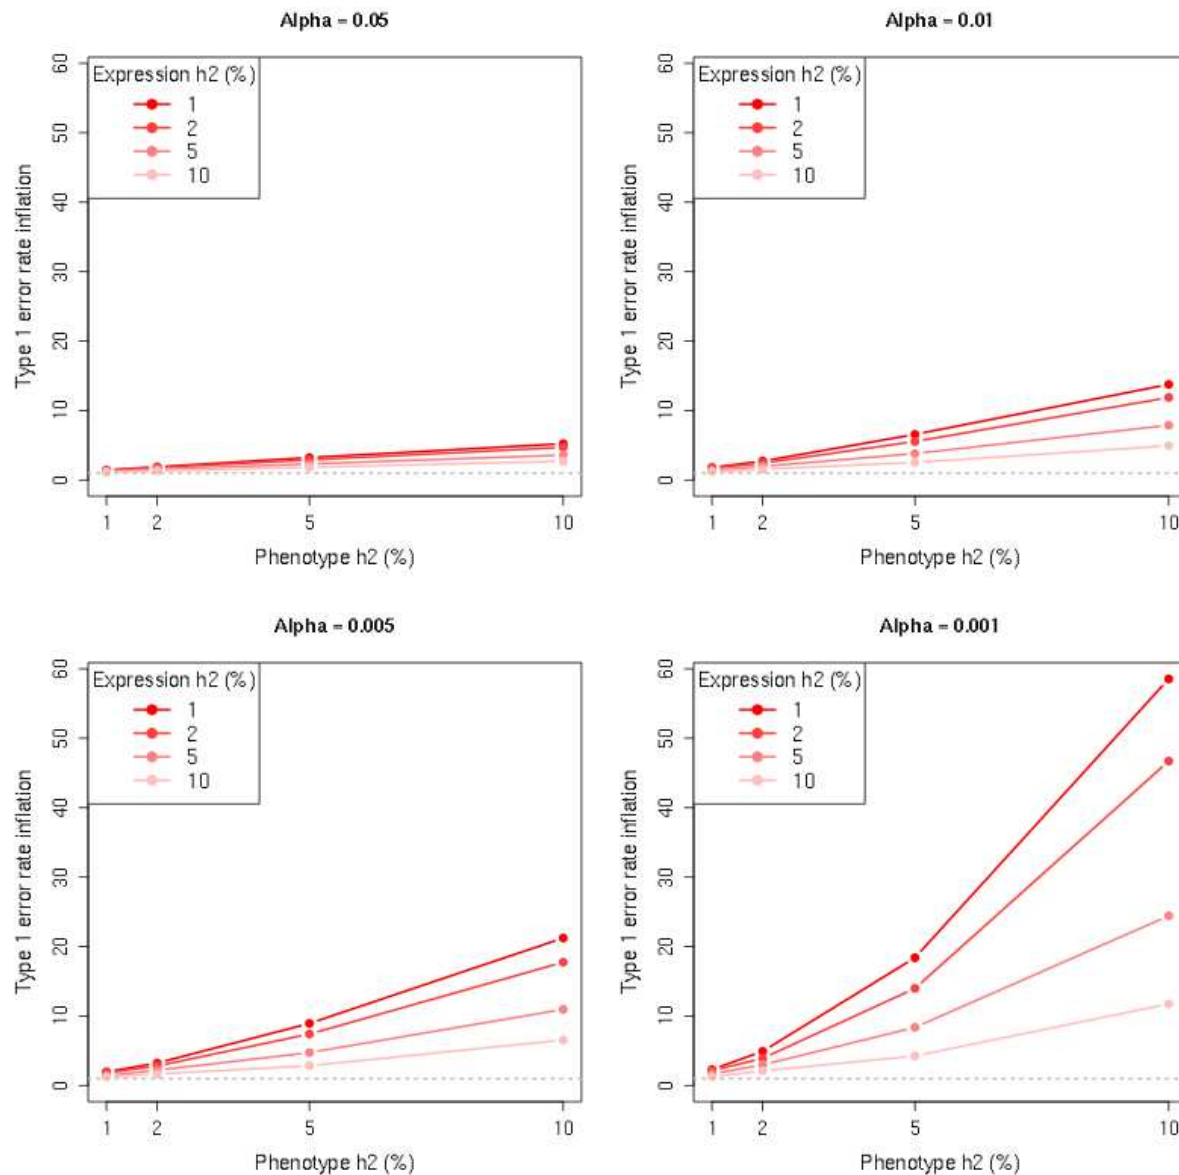 Alpha = 0.05
Type 1 error rate inflation
60
50
40
30
20
10
0
Expression h2 (%)
1
2
5
10
1 2 5 10
Phenotype h2 (%)
Alpha = 0.01
Type 1 error rate inflation
60
50
40
30
20
10
0
Expression h2 (%)
1
2
5
10
1 2 5 10
Phenotype h2 (%)
Alpha = 0.005
Type 1 error rate inflation
60
50
40
30
20
10
0
Expression h2 (%)
1
2
5
10
1 2 5 10
Phenotype h2 (%)
Alpha = 0.001
Type 1 error rate inflation
60
50
40
30
20
10
0
Expression h2 (%)
1
2
5
10
1 2 5 10
Phenotype h2 (%)